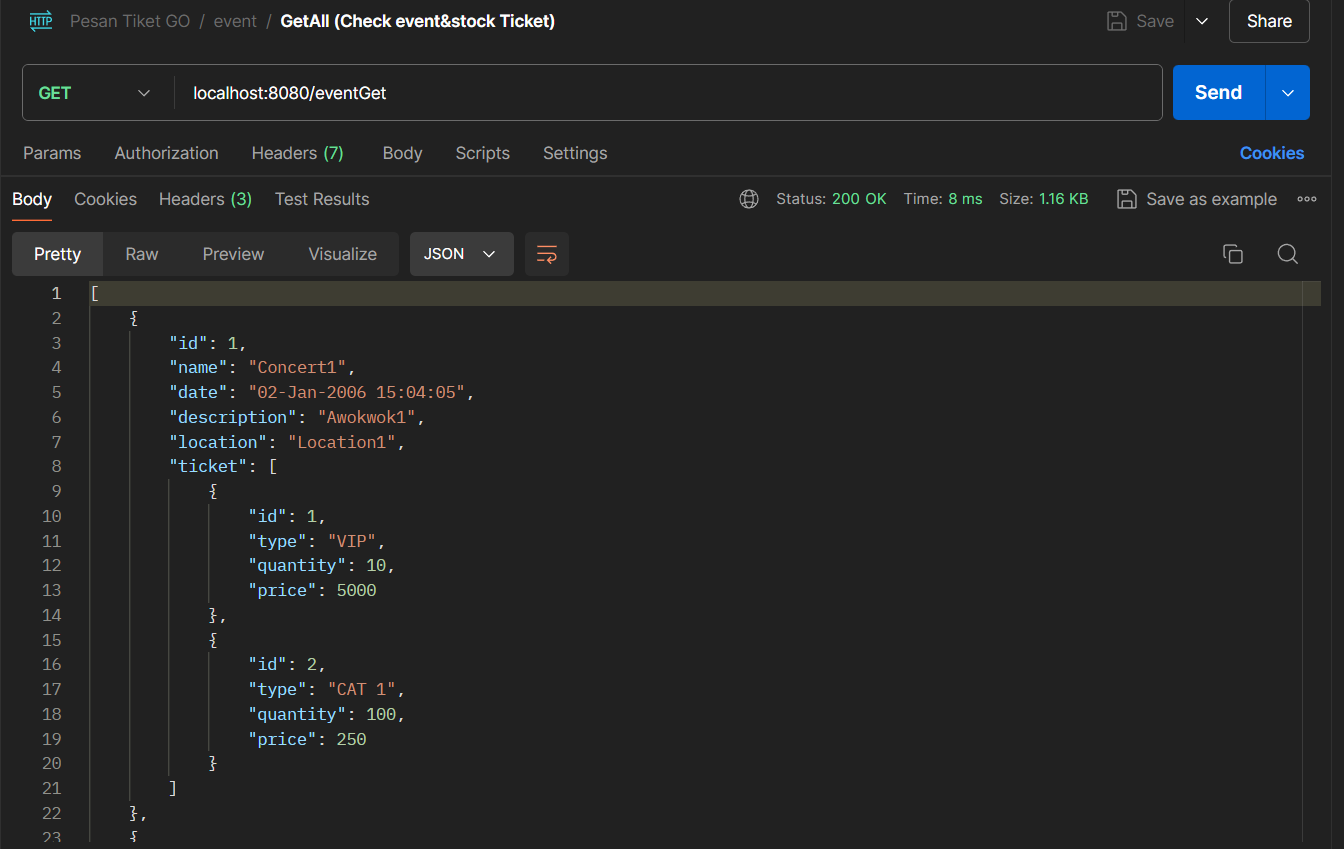 HTTP Pesan Tiket GO / event / GetAll (Check event&stock Ticket) Save Share
GET localhost:8080/eventGet Send
Params Authorization Headers (7) Body Scripts Settings Cookies
Body Cookies Headers (3) Test Results Status: 200 OK Time: 8 ms Size: 1.16 KB Save as example
Pretty Raw Preview Visualize JSON
1 [
2 {
3 "id": 1,
4 "name": "Concert1",
5 "date": "02-Jan-2006 15:04:05",
6 "description": "Awokwok1",
7 "location": "Location1",
8 "ticket": [
9 {
10 "id": 1,
11 "type": "VIP",
12 "quantity": 10,
13 "price": 5000
14 },
15 {
16 "id": 2,
17 "type": "CAT 1",
18 "quantity": 100,
19 "price": 250
20 }
21 ]
22 },
23 {